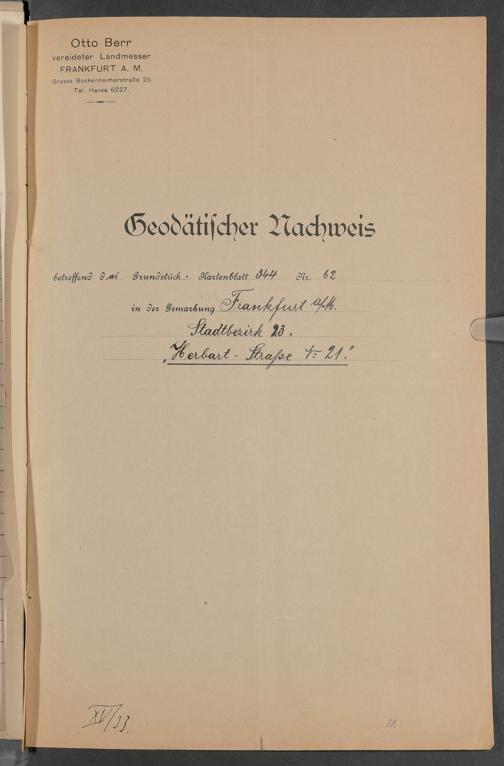 Otto Berr
vereideter Landmesser
FRANKFURT A. M.
Grosse Bockenheimerstraße 25
Tel. Hansa 6227.
Geodätischer Nachweis
betreffend das Grundstück - Kartenblatt 344 Nr. 62
in der Gemarkung Frankfurt a/M.
Stadtbezirk 23.
„Herbart-Straße № 21."
XV/33.
11.